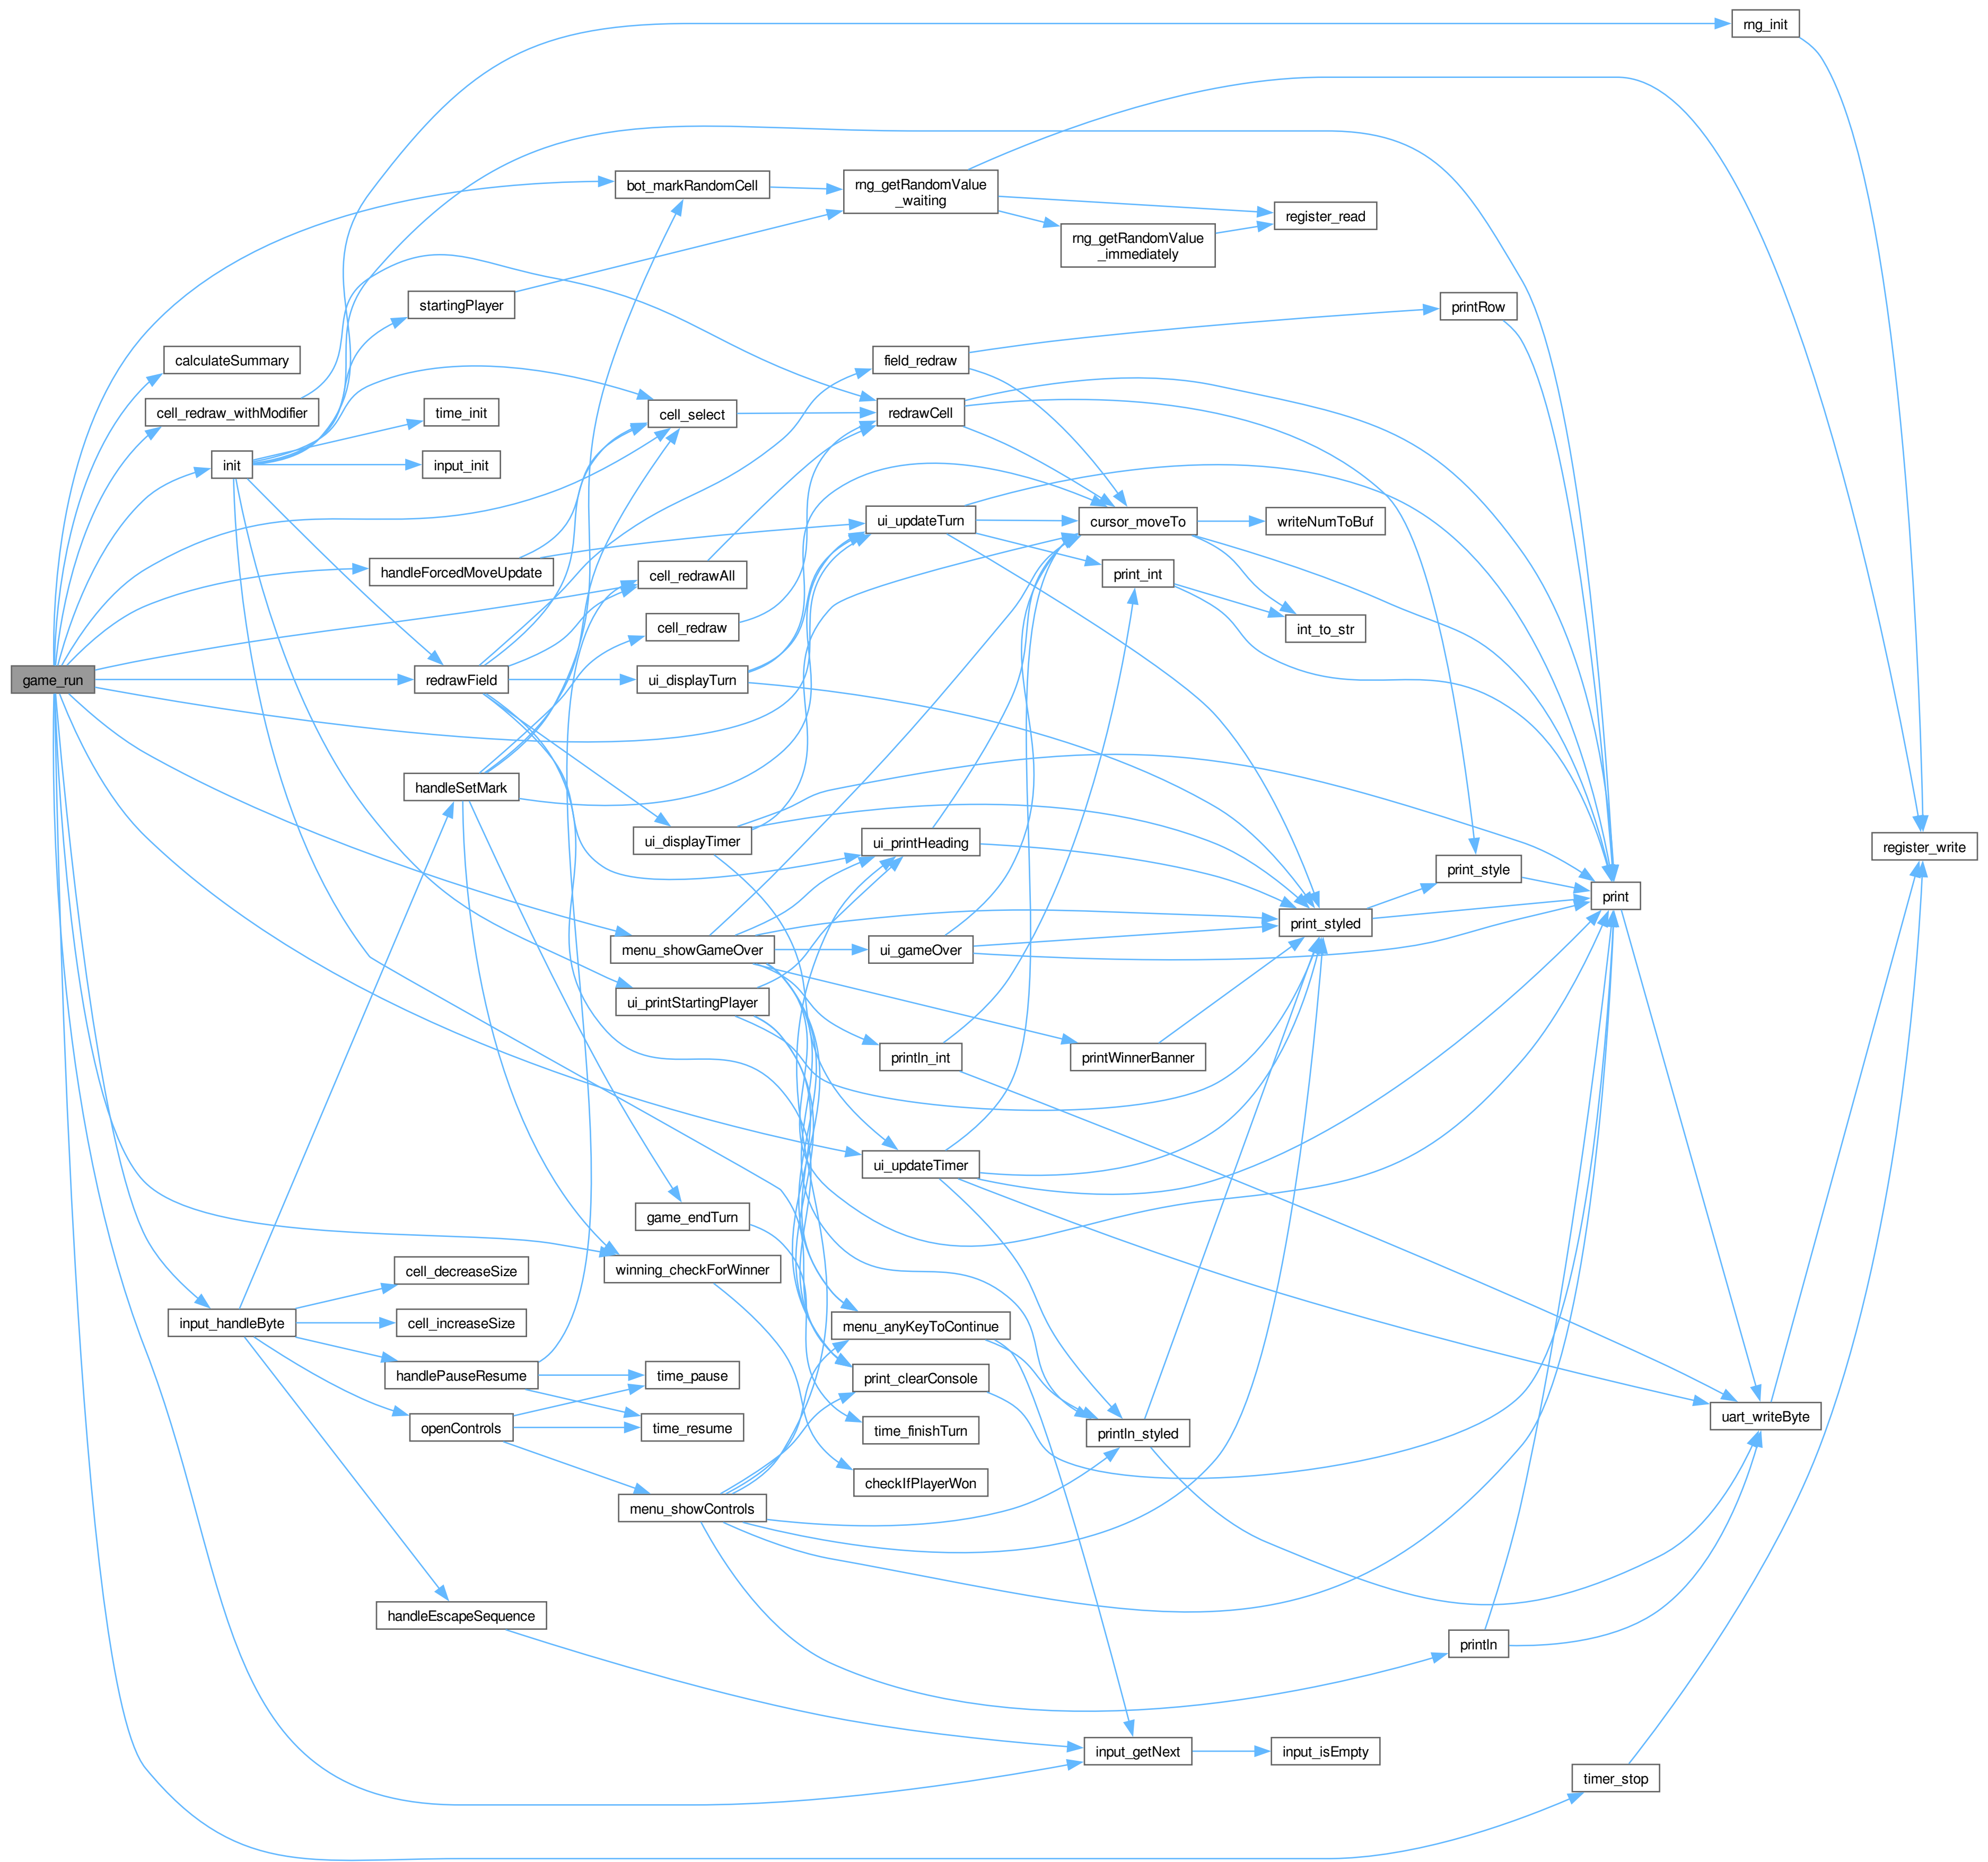 rng_init
bot_markRandomCell
rng_getRandomValue
_waiting
register_read
rng_getRandomValue
_immediately
startingPlayer
printRow
calculateSummary
field_redraw
cell_redraw_withModifier
time_init
cell_select
redrawCell
init
input_init
ui_updateTurn
cursor_moveTo
writeNumToBuf
handleForcedMoveUpdate
cell_redrawAll
print_int
cell_redraw
int_to_str
game_run
redrawField
ui_displayTurn
handleSetMark
ui_displayTimer
ui_printHeading
register_write
print_style
print
menu_showGameOver
ui_gameOver
print_styled
ui_printStartingPlayer
println_int
printWinnerBanner
ui_updateTimer
game_endTurn
winning_checkForWinner
cell_decreaseSize
input_handleByte
cell_increaseSize
menu_anyKeyToContinue
handlePauseResume
time_pause
print_clearConsole
openControls
time_resume
time_finishTurn
println_styled
uart_writeByte
checkIfPlayerWon
menu_showControls
handleEscapeSequence
println
input_getNext
input_isEmpty
timer_stop